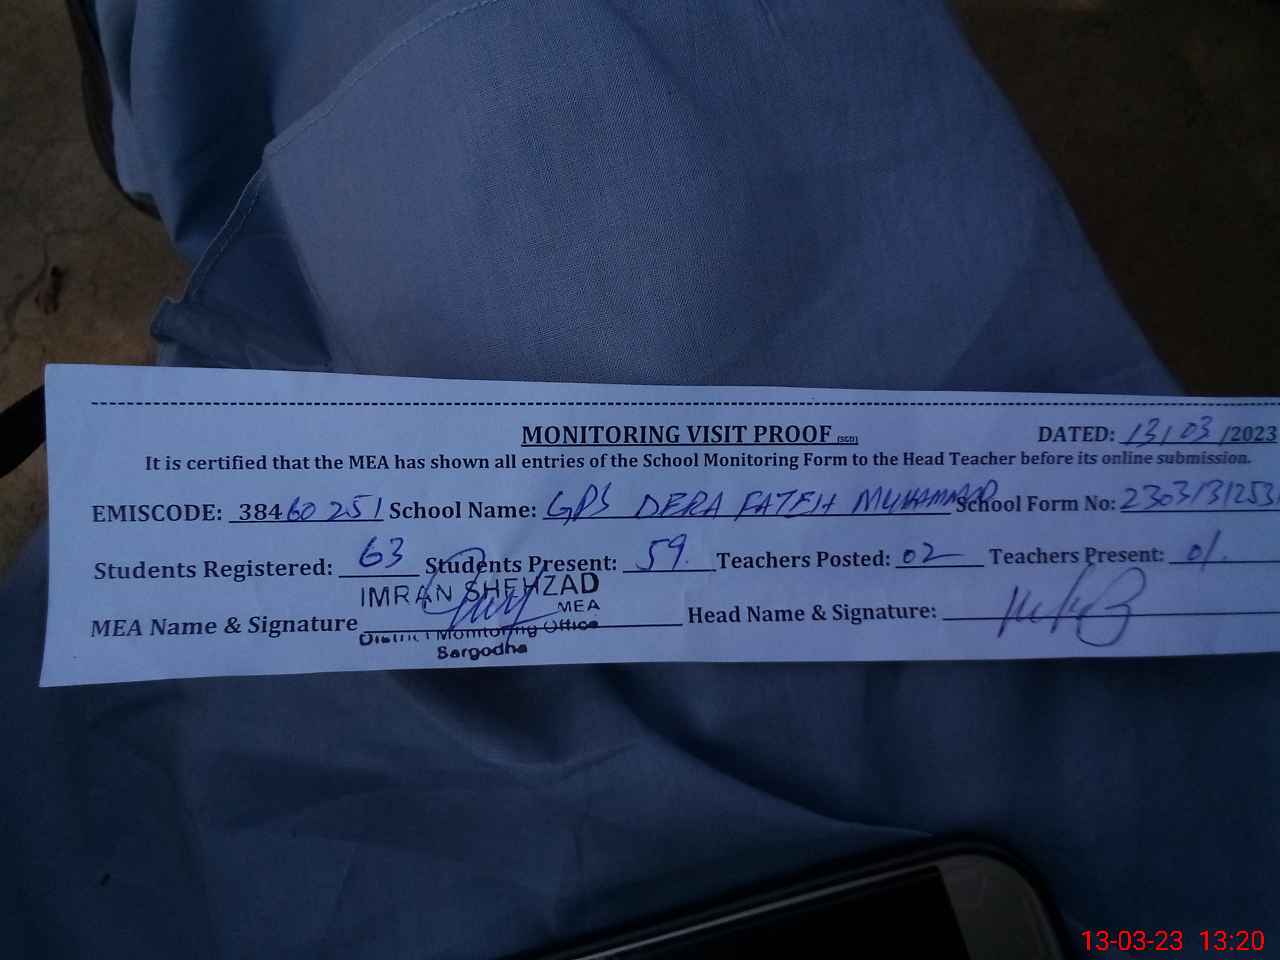 MONITORING VISIT PROOF (SGD) DATED: 13/03/2023
It is certified that the MEA has shown all entries of the School Monitoring Form to the Head Teacher before its online submission.
EMISCODE: 38460251 School Name: GPS DERA FATEH MUHAMMAD School Form No: 2303131253
Students Registered: 63 Students Present: 59. Teachers Posted: 02 Teachers Present: 01.
IMRAN SHEHZAD
MEA
MEA Name & Signature Head Name & Signature:
District Monitoring Office
Sargodha
13-03-23 13:20